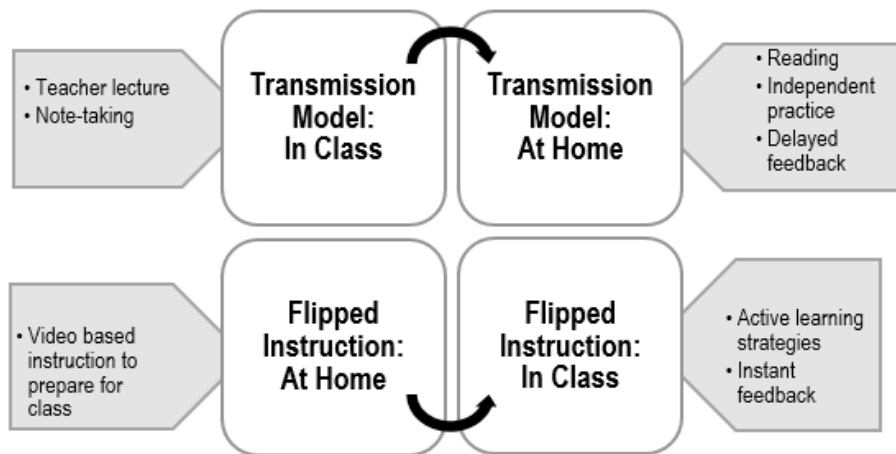 • Teacher lecture
• Note-taking
Transmission
Model:
In Class
Transmission
Model:
At Home
• Reading
• Independent
practice
• Delayed
feedback
• Video based
instruction to
prepare for
class
Flipped
Instruction:
At Home
Flipped
Instruction:
In Class
• Active learning
strategies
• Instant
feedback